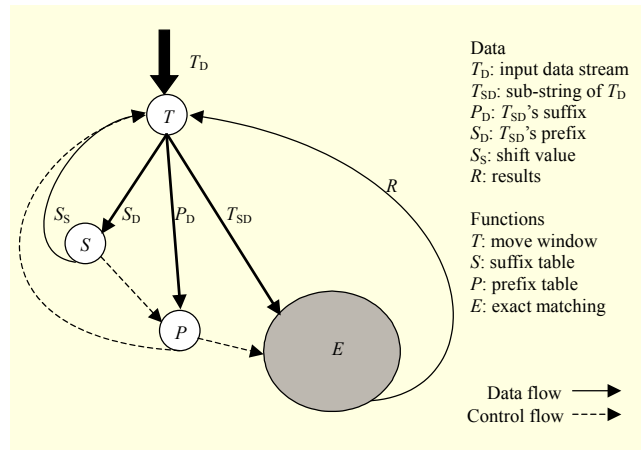 T_D
T
S_S
S_D
P_D
T_SD
R
S
P
E
Data
T_D: input data stream
T_SD: sub-string of T_D
P_D: T_SD's suffix
S_D: T_SD's prefix
S_S: shift value
R: results
Functions
T: move window
S: suffix table
P: prefix table
E: exact matching
Data flow
Control flow